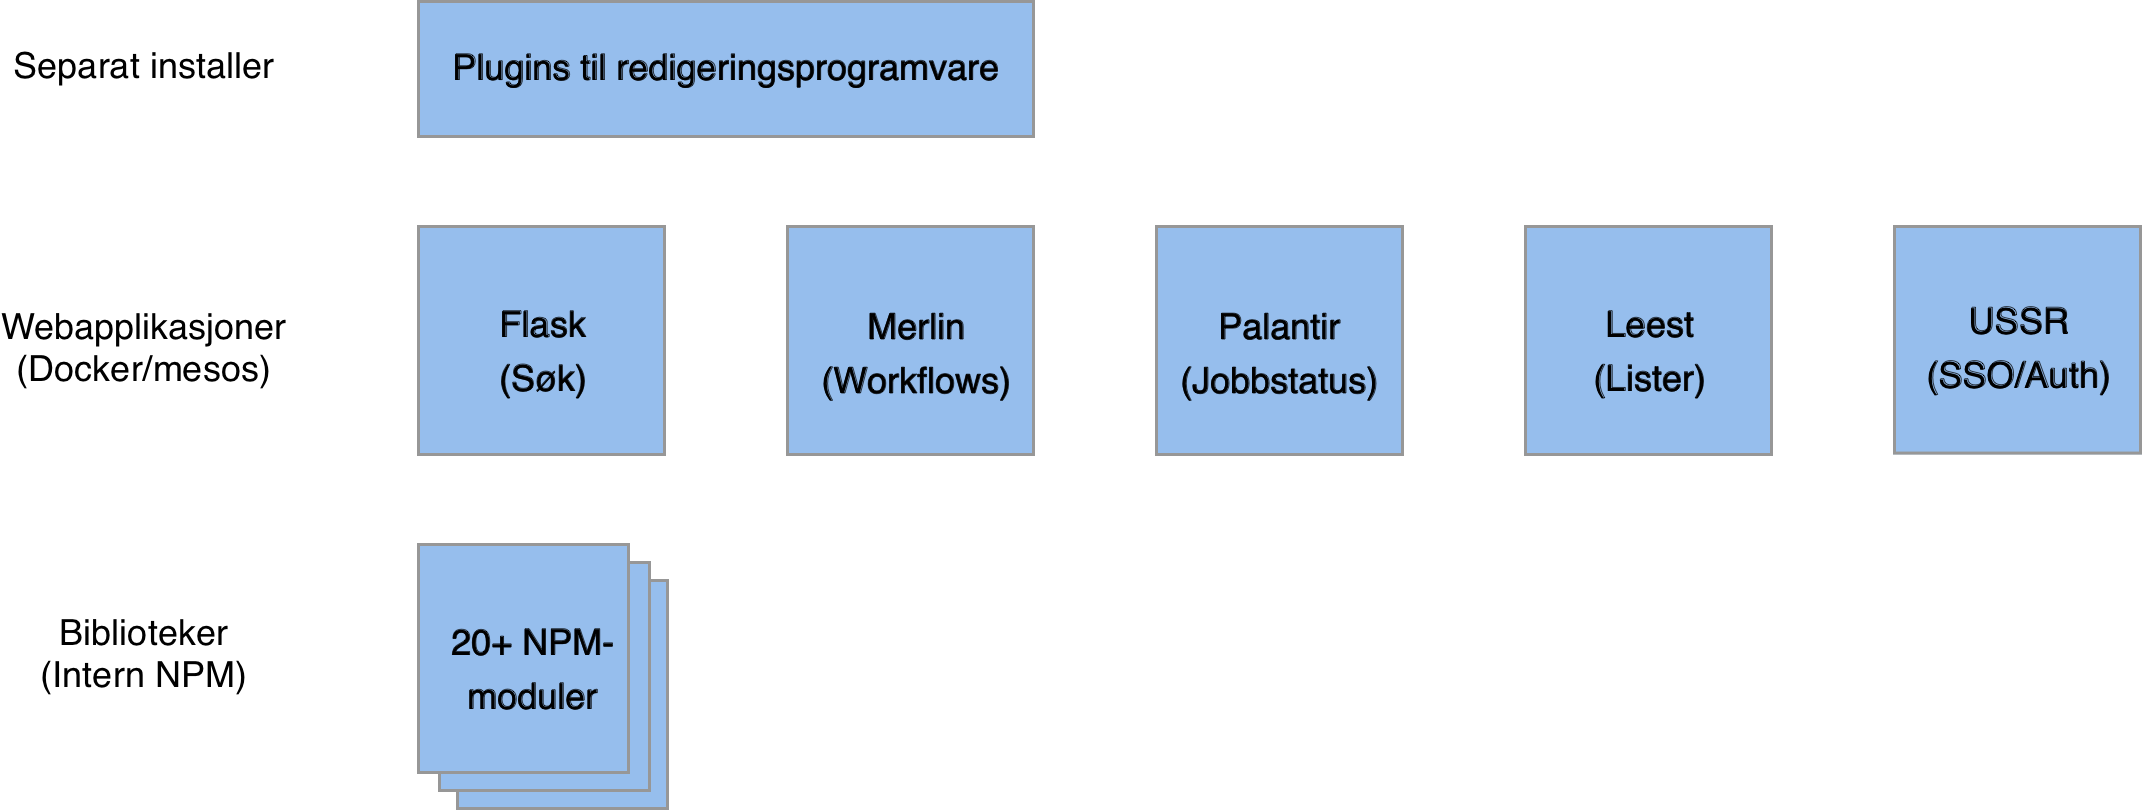 Separat installer
Plugins til redigeringsprogramvare
Webapplikasjoner
(Docker/mesos)
Flask
(Søk)
Merlin
(Workflows)
Palantir
(Jobbstatus)
Leest
(Lister)
USSR
(SSO/Auth)
Biblioteker
(Intern NPM)
20+ NPM-
moduler